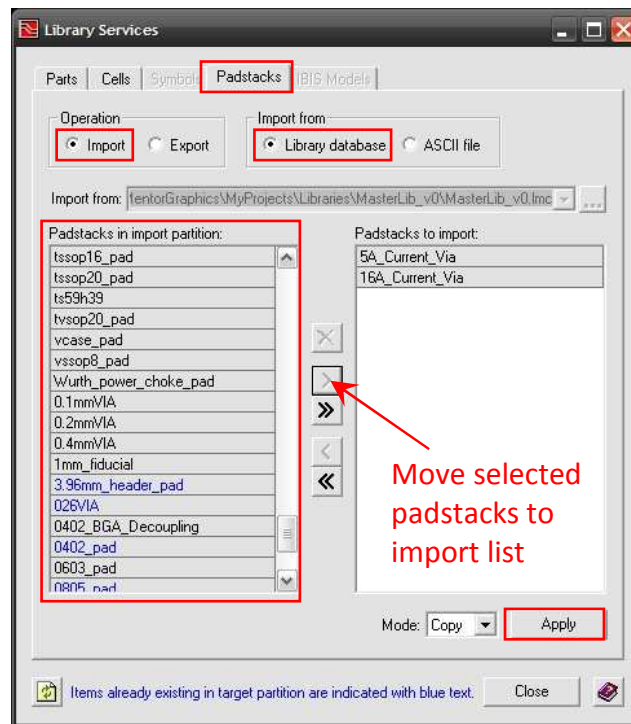 Library Services
Parts Cells Symbols Padstacks IBIS Models
Operation
Import Export
Import from
Library database ASCII file
Import from: MentorGraphics\MyProjects\Libraries\MasterLib_v0\MasterLib_v0.lmc ...
Padstacks in import partition:
tssop16_pad
tssop20_pad
ts59h39
tvsop20_pad
vcase_pad
vssop8_pad
Wurth_power_choke_pad
0.1mmVIA
0.2mmVIA
0.4mmVIA
1mm_fiducial
3.96mm_header_pad
026VIA
0402_BGA_Decoupling
0402_pad
0603_pad
0805_pad
Padstacks to import:
5A_Current_Via
16A_Current_Via
Move selected
padstacks to
import list
Mode: Copy Apply
Items already existing in target partition are indicated with blue text. Close